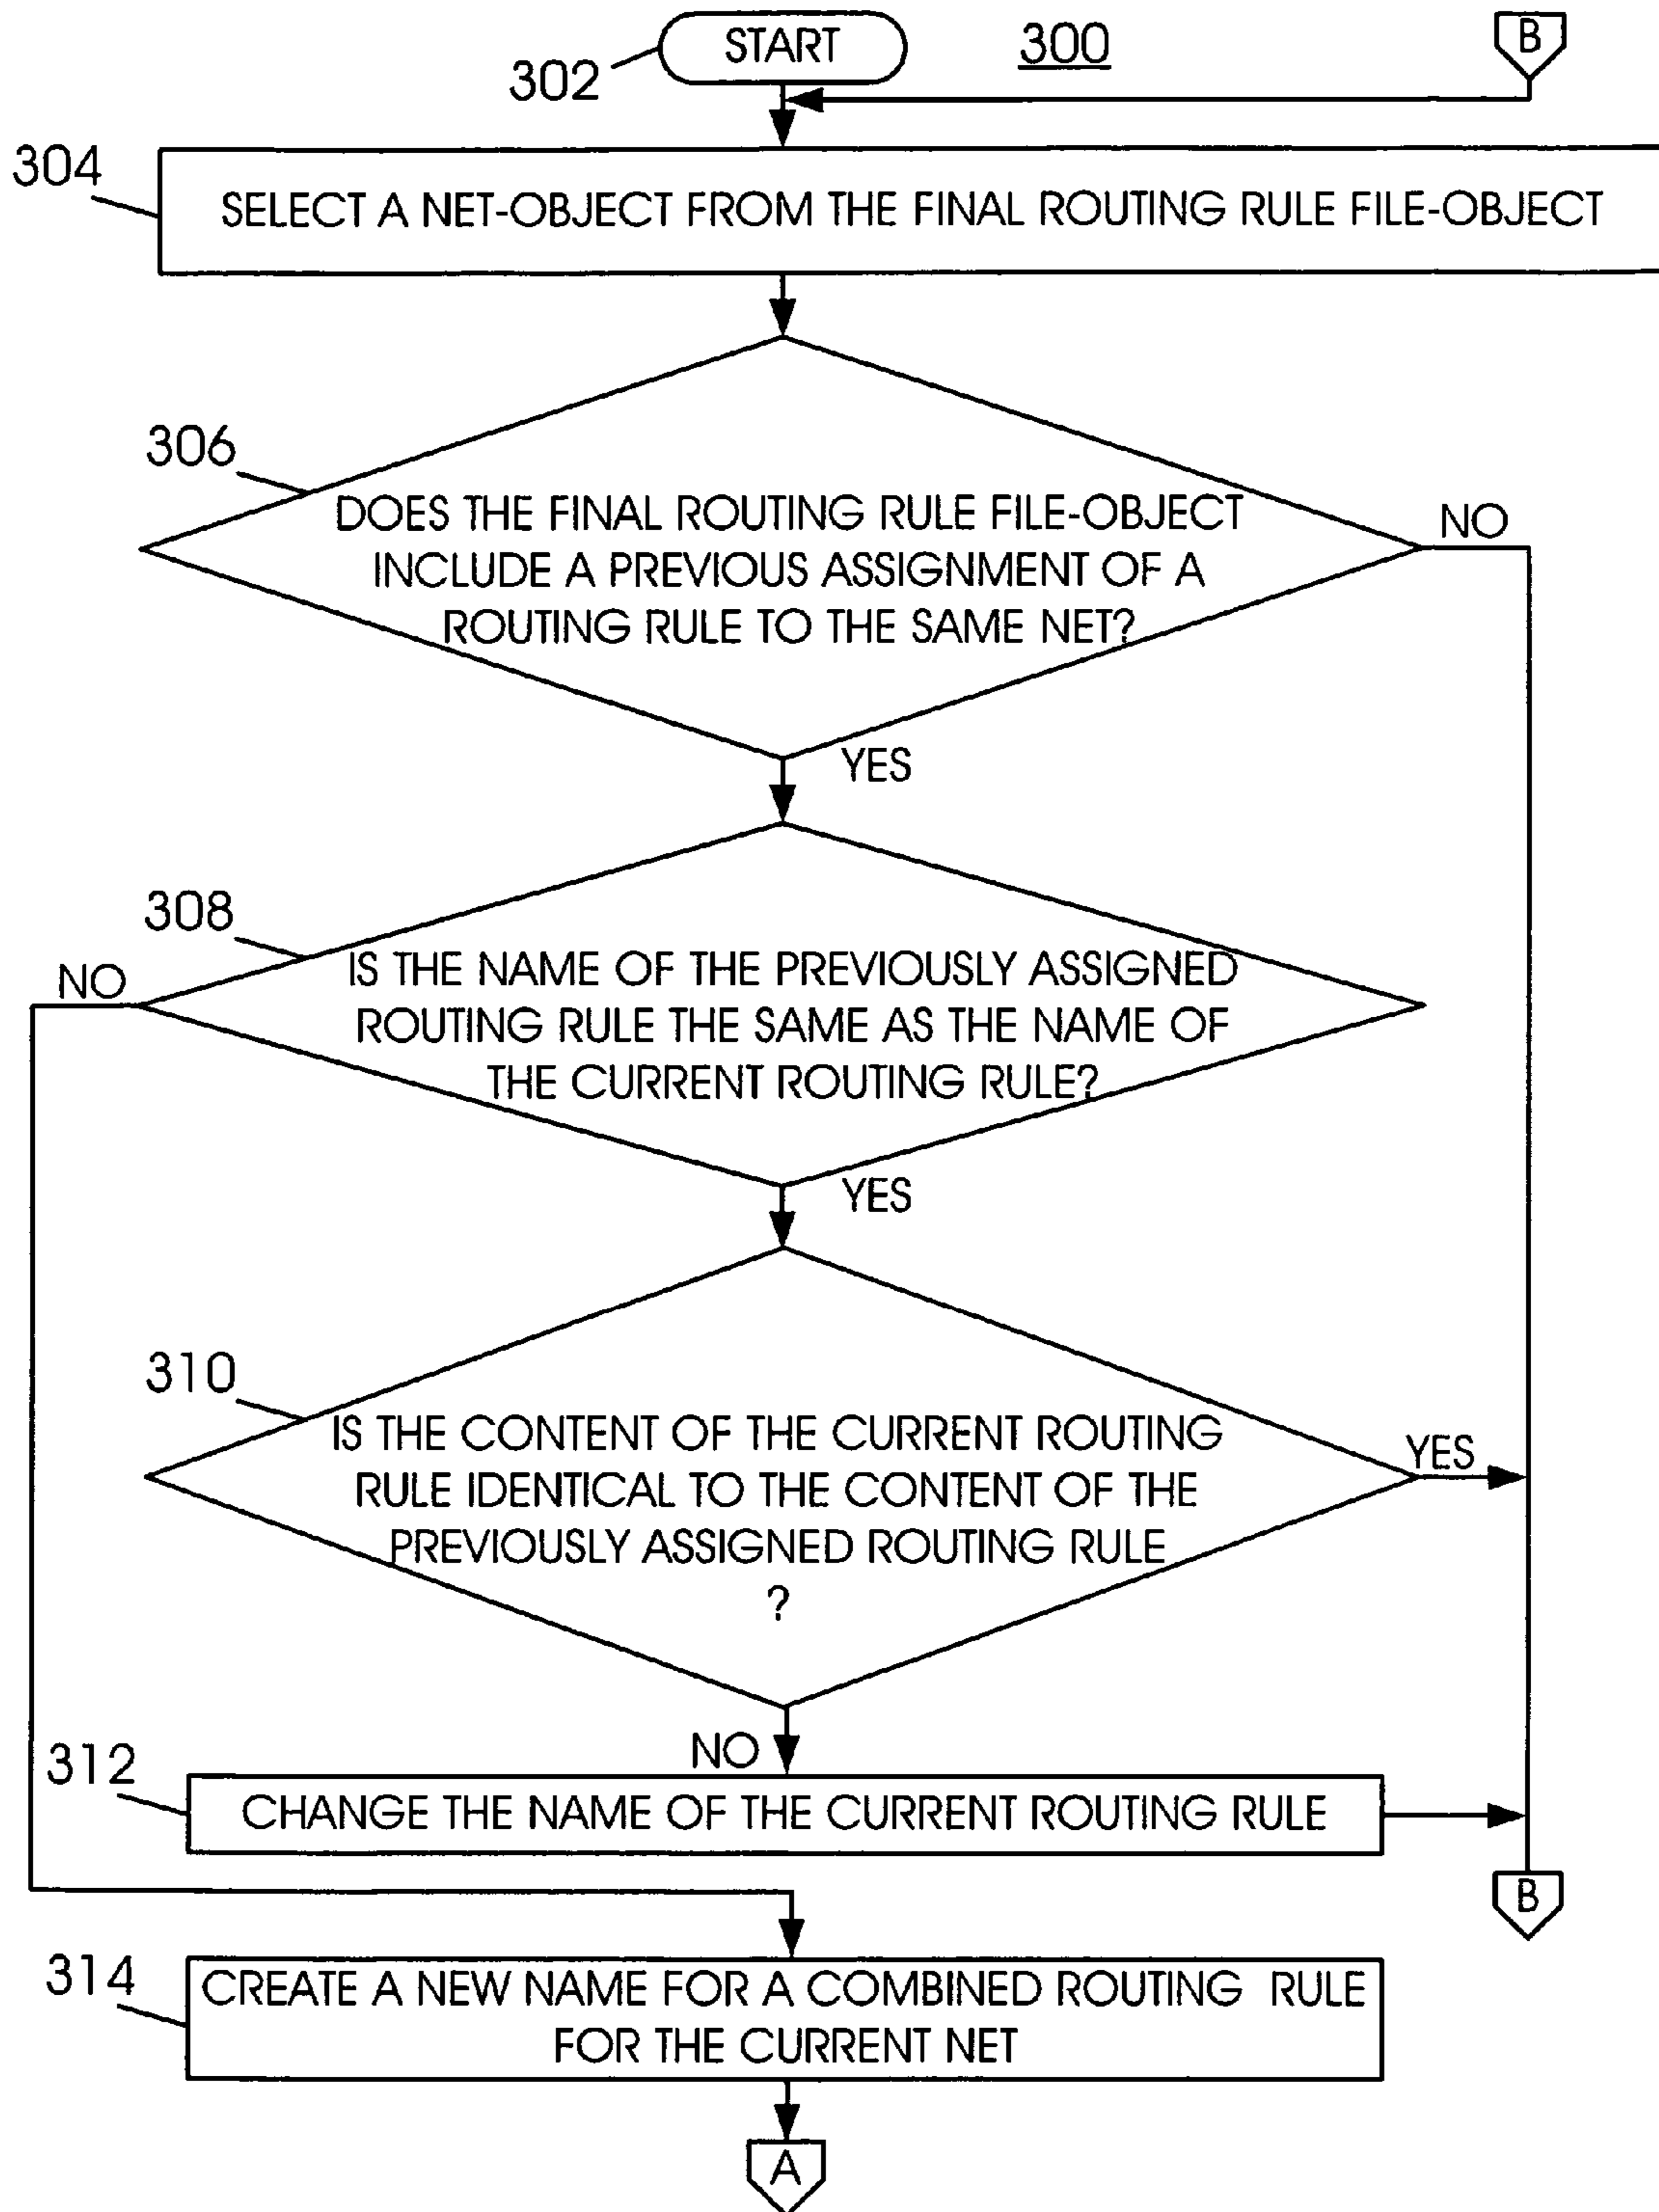 START
300
B
302
304
SELECT A NET-OBJECT FROM THE FINAL ROUTING RULE FILE-OBJECT
306
DOES THE FINAL ROUTING RULE FILE-OBJECT
INCLUDE A PREVIOUS ASSIGNMENT OF A
ROUTING RULE TO THE SAME NET?
NO
YES
308
NO
IS THE NAME OF THE PREVIOUSLY ASSIGNED
ROUTING RULE THE SAME AS THE NAME OF
THE CURRENT ROUTING RULE?
YES
310
IS THE CONTENT OF THE CURRENT ROUTING
RULE IDENTICAL TO THE CONTENT OF THE
PREVIOUSLY ASSIGNED ROUTING RULE
?
YES
NO
312
CHANGE THE NAME OF THE CURRENT ROUTING RULE
B
314
CREATE A NEW NAME FOR A COMBINED ROUTING RULE
FOR THE CURRENT NET
A